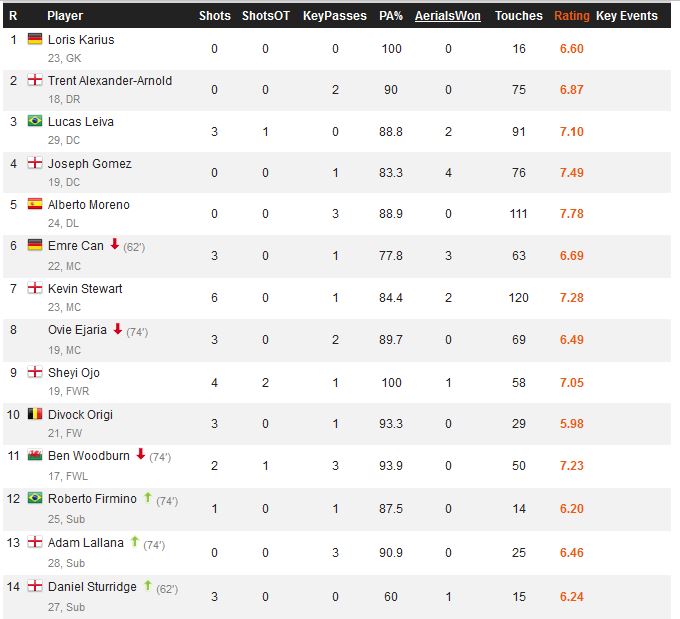 R Player Shots ShotsOT KeyPasses PA% AerialsWon Touches Rating Key Events
1 Loris Karius 0 0 0 100 0 16 6.60
23, GK
2 Trent Alexander-Arnold 0 0 2 90 0 75 6.87
18, DR
3 Lucas Leiva 3 1 0 88.8 2 91 7.10
29, DC
4 Joseph Gomez 0 0 1 83.3 4 76 7.49
19, DC
5 Alberto Moreno 0 0 3 88.9 0 111 7.78
24, DL
6 Emre Can (62') 3 0 1 77.8 3 63 6.69
22, MC
7 Kevin Stewart 6 0 1 84.4 2 120 7.28
23, MC
8 Ovie Ejaria (74') 3 0 2 89.7 0 69 6.49
19, MC
9 Sheyi Ojo 4 2 1 100 1 58 7.05
19, FWR
10 Divock Origi 3 0 1 93.3 0 29 5.98
21, FW
11 Ben Woodburn (74') 2 1 3 93.9 0 50 7.23
17, FWL
12 Roberto Firmino (74') 1 0 1 87.5 0 14 6.20
25, Sub
13 Adam Lallana (74') 0 0 3 90.9 0 25 6.46
28, Sub
14 Daniel Sturridge (62') 3 0 0 60 1 15 6.24
27, Sub